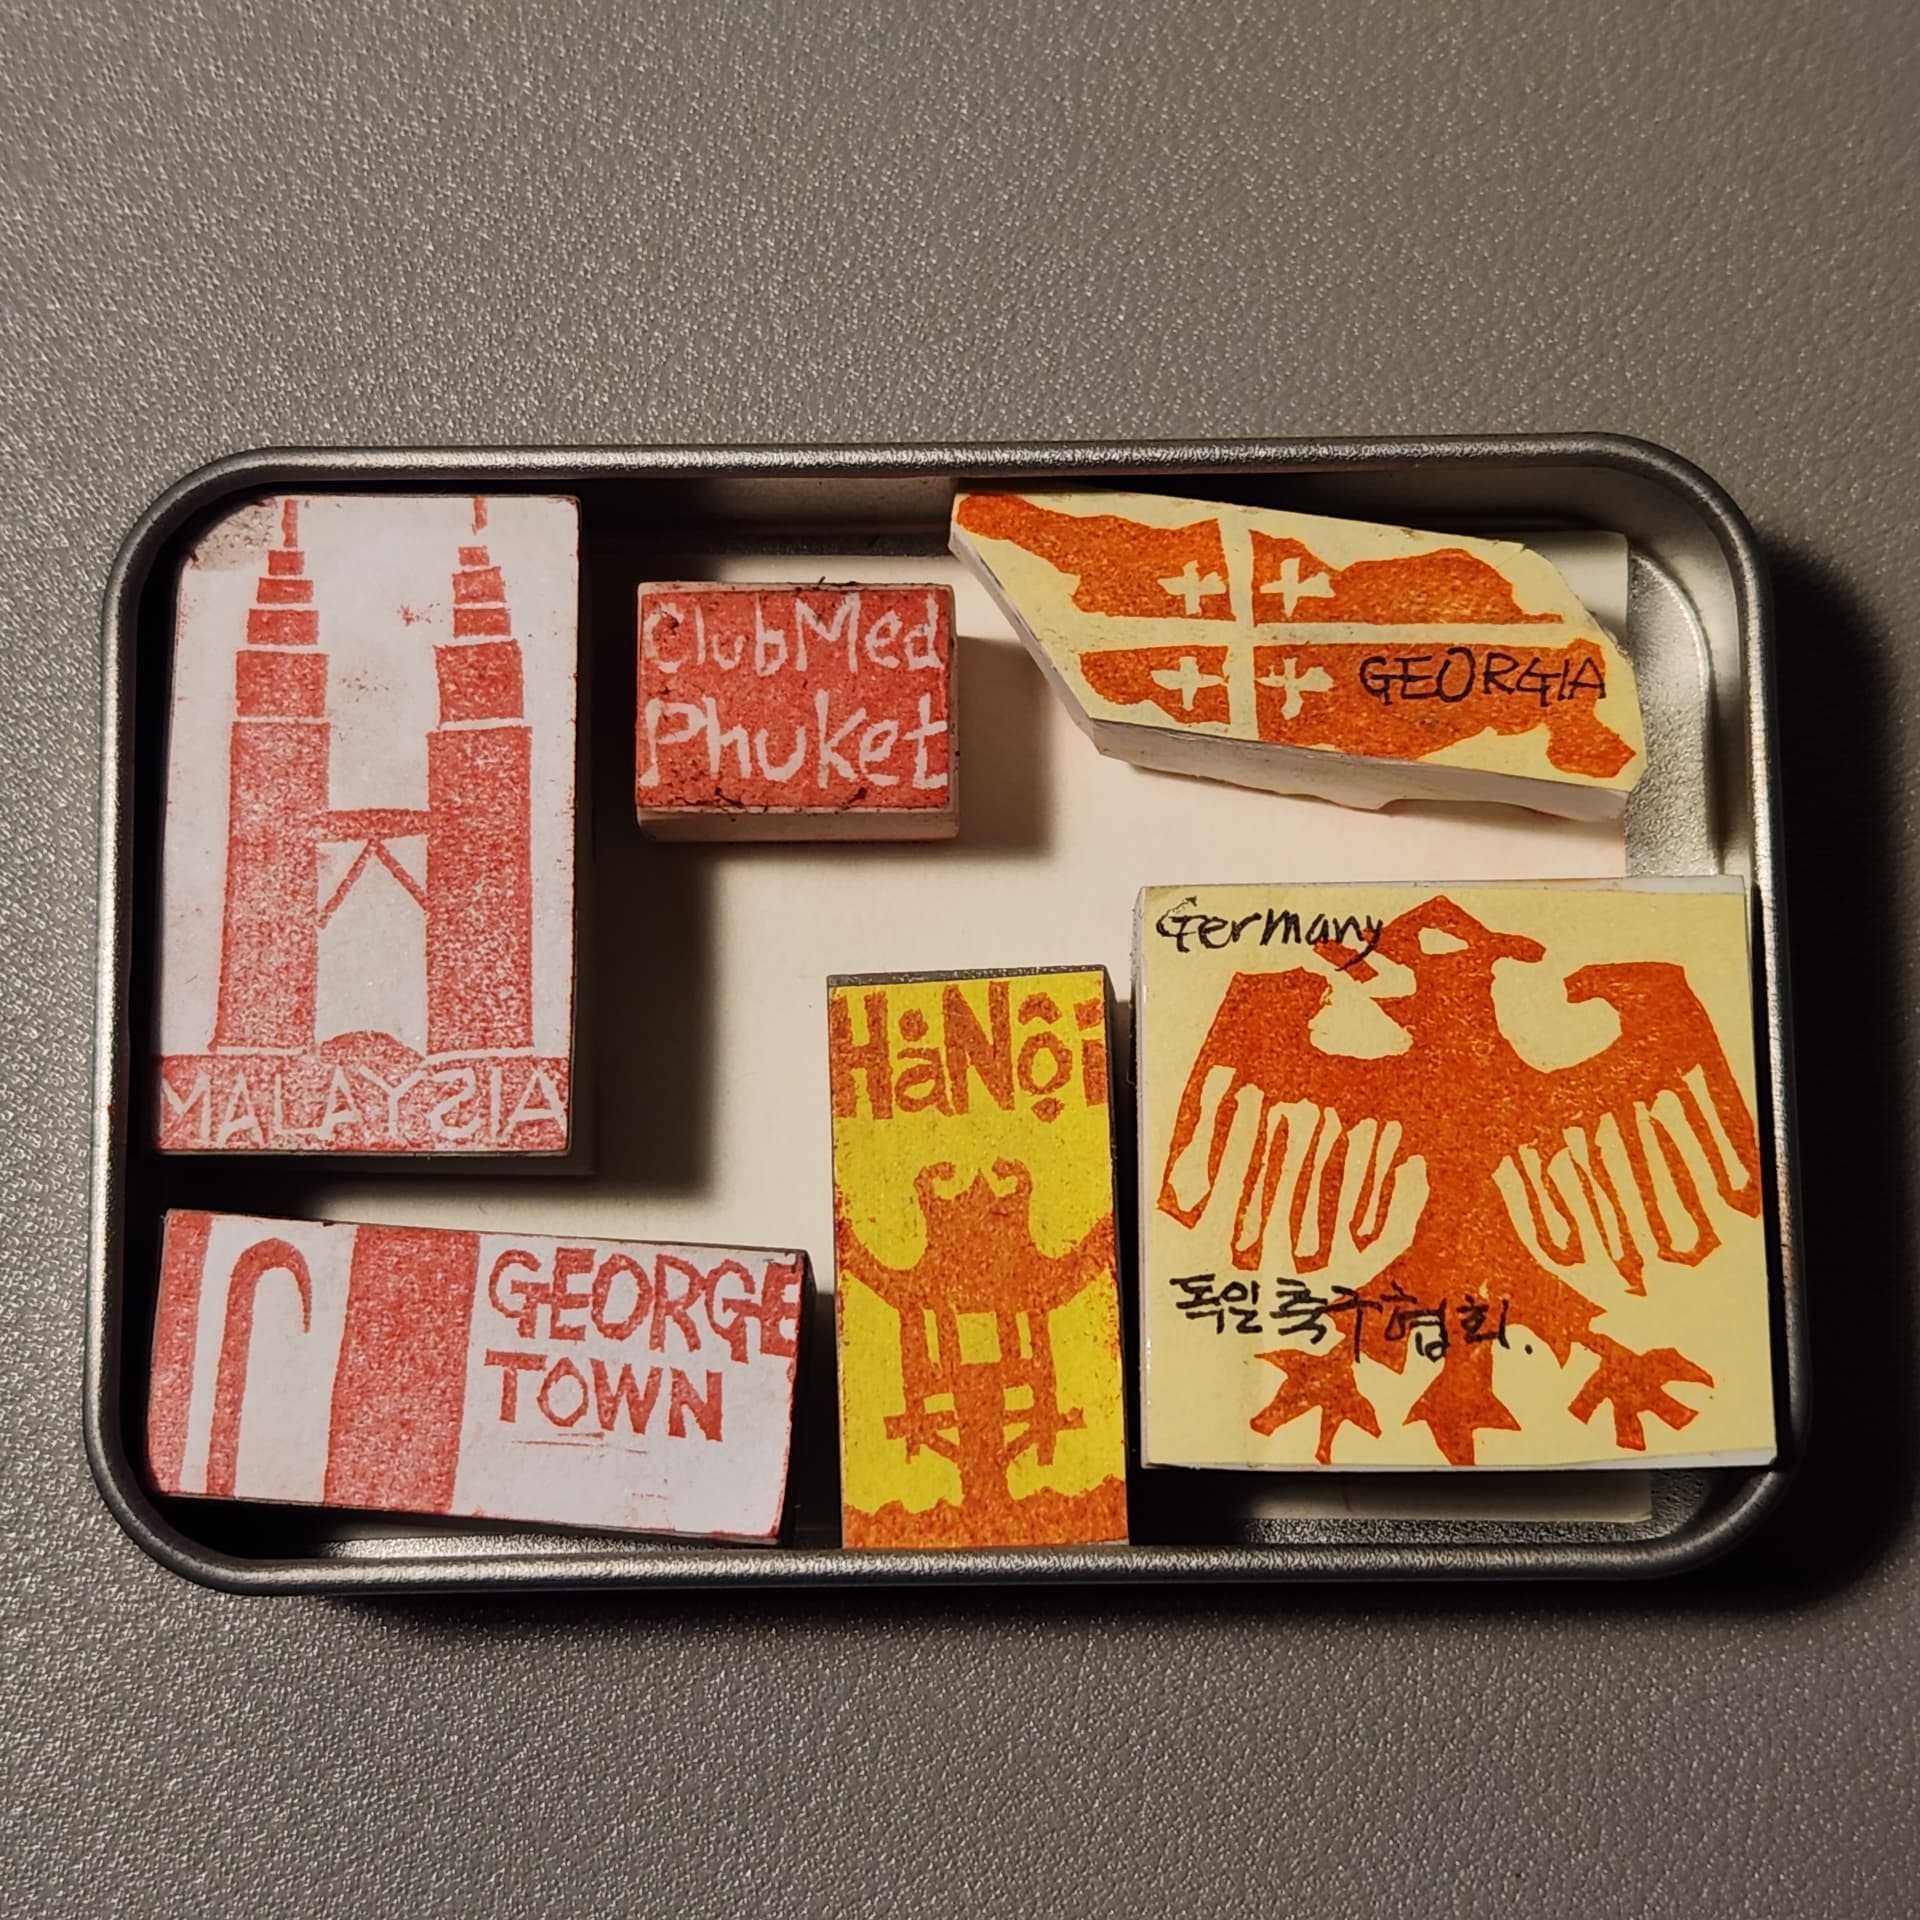 MALAYSIA
ClubMed
Phuket
GEORGIA
Germany
독일축구협회.
HàNội
GEORGE
TOWN